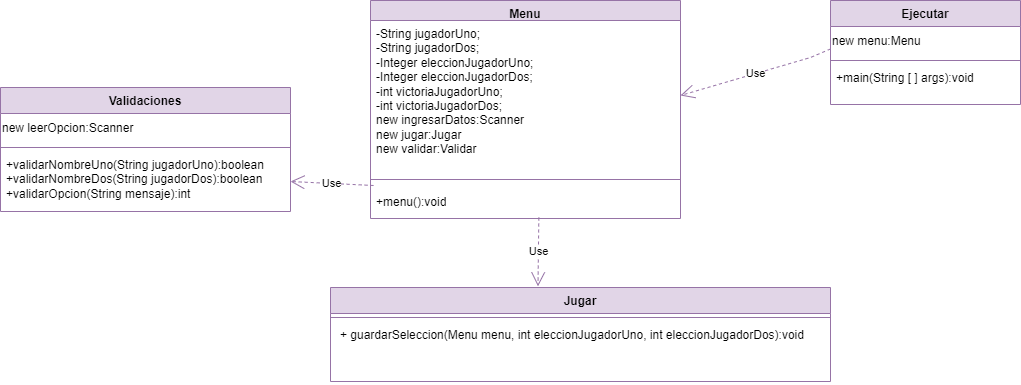 Menu
-String jugadorUno;
-String jugadorDos;
-Integer eleccionJugadorUno;
-Integer eleccionJugadorDos;
-int victoriaJugadorUno;
-int victoriaJugadorDos;
new ingresarDatos:Scanner
new jugar:Jugar
new validar:Validar
+menu():void
Ejecutar
new menu:Menu
+main(String [ ] args):void
Use
Validaciones
new leerOpcion:Scanner
+validarNombreUno(String jugadorUno):boolean
+validarNombreDos(String jugadorDos):boolean
+validarOpcion(String mensaje):int
Use
Use
Jugar
+ guardarSeleccion(Menu menu, int eleccionJugadorUno, int eleccionJugadorDos):void